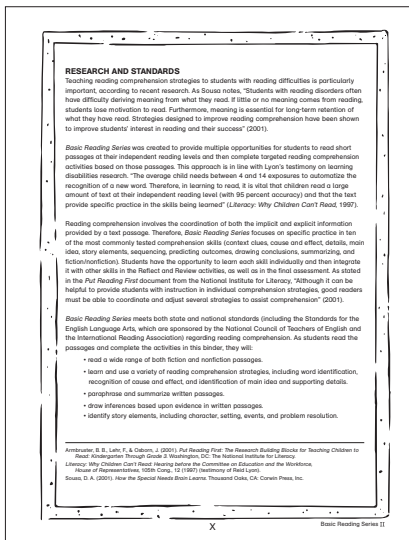 RESEARCH AND STANDARDS
Teaching reading comprehension strategies to students with reading difficulties is particularly
important, according to recent research. As Sousa notes, "Students with reading disorders often
have difficulty deriving meaning from what they read. If little or no meaning comes from reading,
students lose motivation to read. Furthermore, meaning is essential for long-term retention of
what they have read. Strategies designed to improve reading comprehension have been shown
to improve students' interest in reading and their success" (2001).
Basic Reading Series was created to provide multiple opportunities for students to read short
passages at their independent reading levels and then complete targeted reading comprehension
activities based on those passages. This approach is in line with Lyon's testimony on learning
disabilities research. "The average child needs between 4 and 14 exposures to automatize the
recognition of a new word. Therefore, in learning to read, it is vital that children read a large
amount of text at their independent reading level (with 95 percent accuracy) and that the text
provide specific practice in the skills being learned" (Literacy: Why Children Can't Read, 1997).
Reading comprehension involves the coordination of both the implicit and explicit information
provided by a text passage. Therefore, Basic Reading Series focuses on specific practice in ten
of the most commonly tested comprehension skills (context clues, cause and effect, details, main
idea, story elements, sequencing, predicting outcomes, drawing conclusions, summarizing, and
fiction/nonfiction). Students have the opportunity to learn each skill individually and then integrate
it with other skills in the Reflect and Review activities, as well as in the final assessment. As stated
in the Put Reading First document from the National Institute for Literacy, "Although it can be
helpful to provide students with instruction in individual comprehension strategies, good readers
must be able to coordinate and adjust several strategies to assist comprehension" (2001).
Basic Reading Series meets both state and national standards (including the Standards for the
English Language Arts, which are sponsored by the National Council of Teachers of English and
the International Reading Association) regarding reading comprehension. As students read the
passages and complete the activities in this binder, they will:
• read a wide range of both fiction and nonfiction passages.
• learn and use a variety of reading comprehension strategies, including word identification,
recognition of cause and effect, and identification of main idea and supporting details.
• paraphrase and summarize written passages.
• draw inferences based upon evidence in written passages.
• identify story elements, including character, setting, events, and problem resolution.
Armbruster, B. B., Lehr, F., & Osborn, J. (2001). Put Reading First: The Research Building Blocks for Teaching Children to
Read: Kindergarten Through Grade 3. Washington, DC: The National Institute for Literacy.
Literacy: Why Children Can't Read: Hearing before the Committee on Education and the Workforce,
House of Representatives, 105th Cong., 12 (1997) (testimony of Reid Lyon).
Sousa, D. A. (2001). How the Special Needs Brain Learns. Thousand Oaks, CA: Corwin Press, Inc.
X
Basic Reading Series II